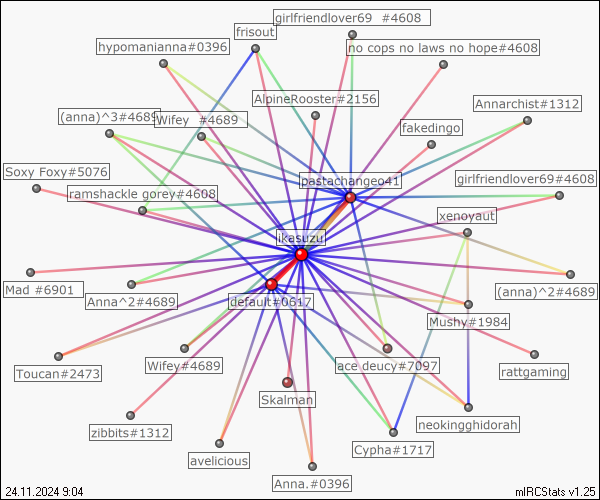 girlfriendlover69 #4608
frisout
hypomanianna#0396
no cops no laws no hope#4608
AlpineRooster#2156
Annarchist#1312
(anna)^3#4689
Wifey #4689
fakedingo
Soxy Foxy#5076
pastachangeo41
girlfriendlover69#4608
ramshackle gorey#4608
xenoyaut
ikasuzu
Mad #6901
Anna^2#4689
default#0617
(anna)^2#4689
Mushy#1984
Toucan#2473
Wifey#4689
ace deucy#7097
rattgaming
Skalman
zibbits#1312
neokingghidorah
avelicious
Cypha#1717
Anna.#0396
24.11.2024 9:04
mIRCStats v1.25